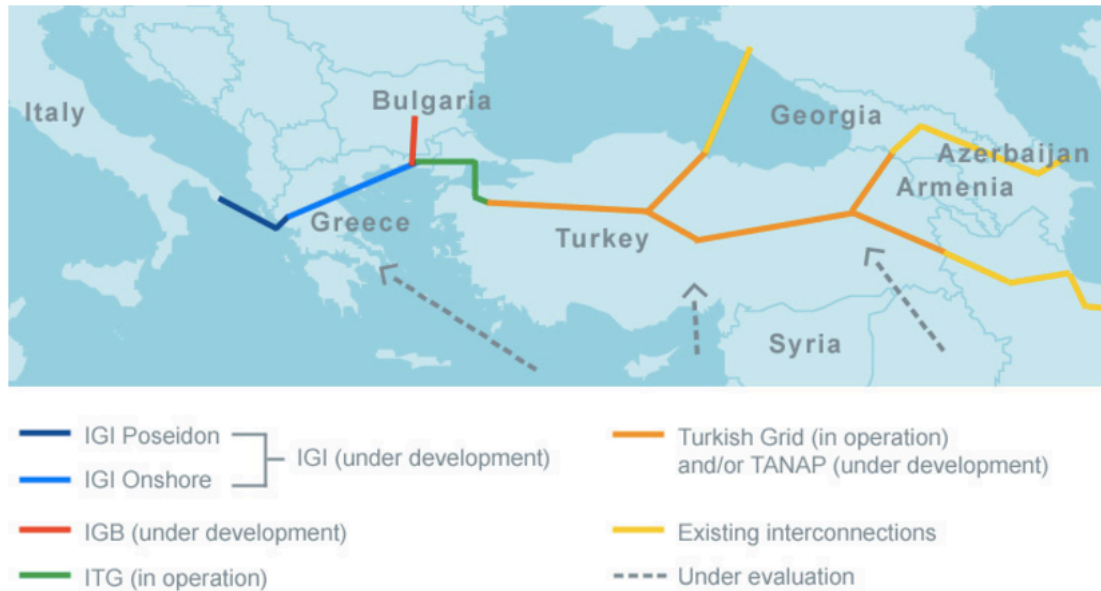 Italy
Bulgaria
Georgia
Azerbaijan
Armenia
Greece
Turkey
Syria
IGI Poseidon
IGI (under development)
IGI Onshore
IGB (under development)
ITG (in operation)
Turkish Grid (in operation)
and/or TANAP (under development)
Existing interconnections
Under evaluation